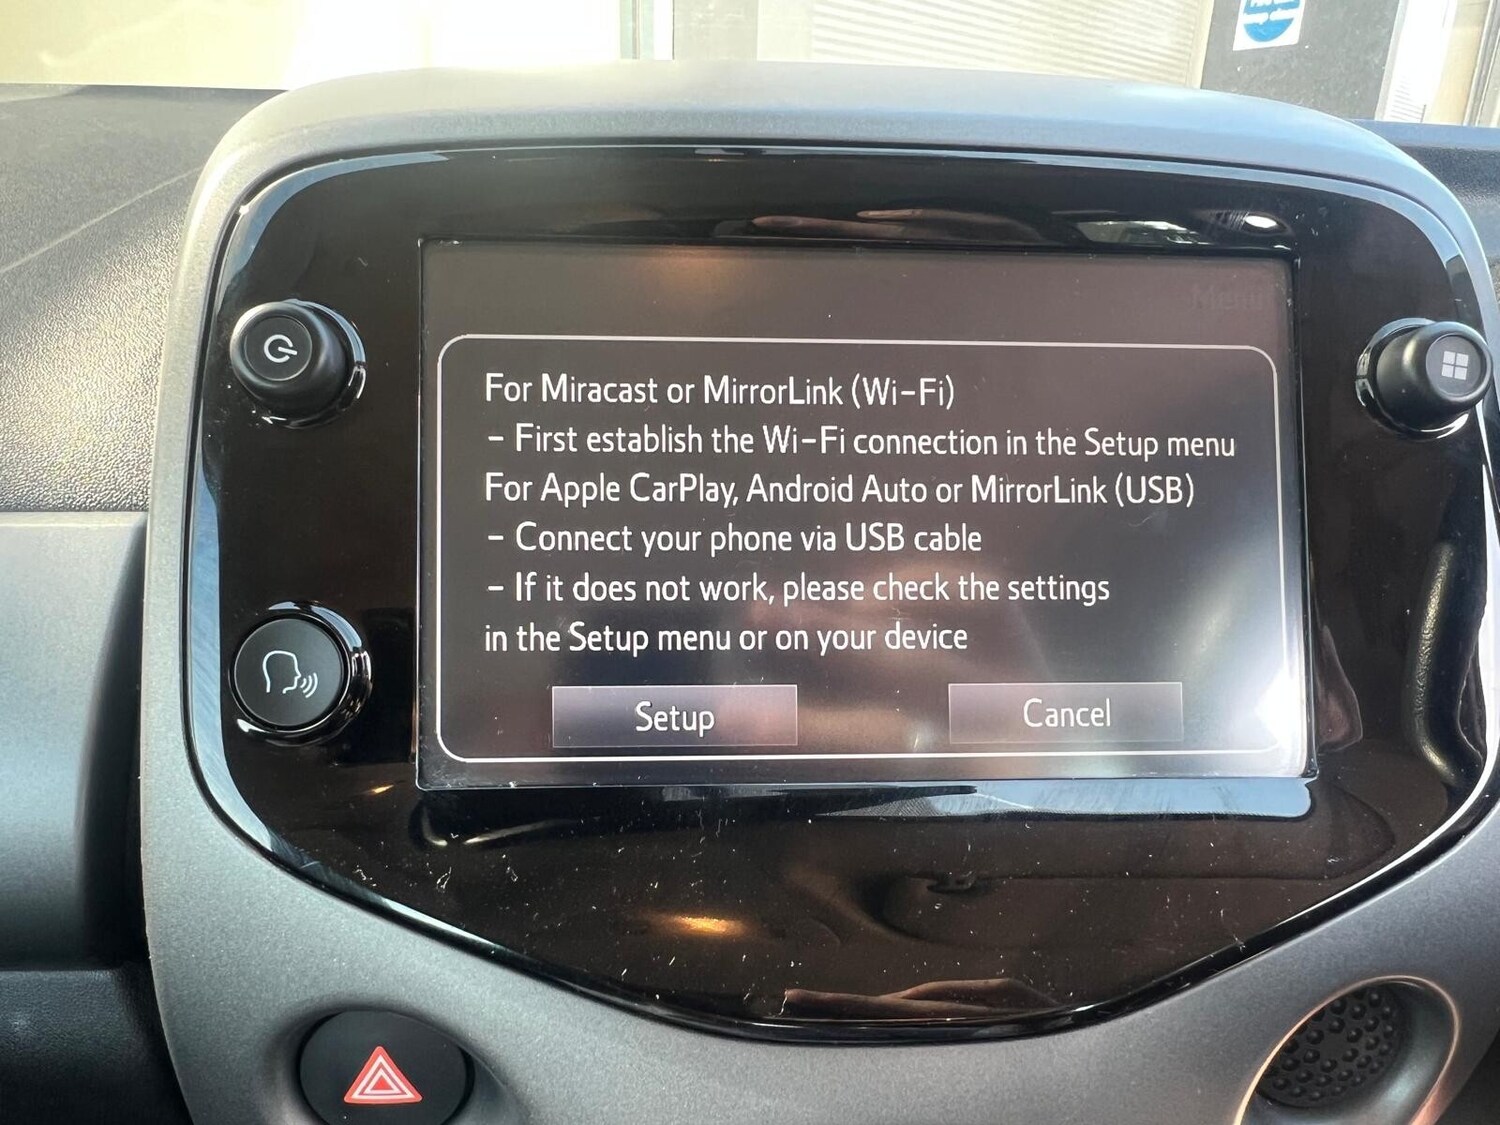 Menu
For Miracast or MirrorLink (Wi-Fi)
- First establish the Wi-Fi connection in the Setup menu
For Apple CarPlay, Android Auto or MirrorLink (USB)
- Connect your phone via USB cable
- If it does not work, please check the settings
in the Setup menu or on your device
Setup
Cancel